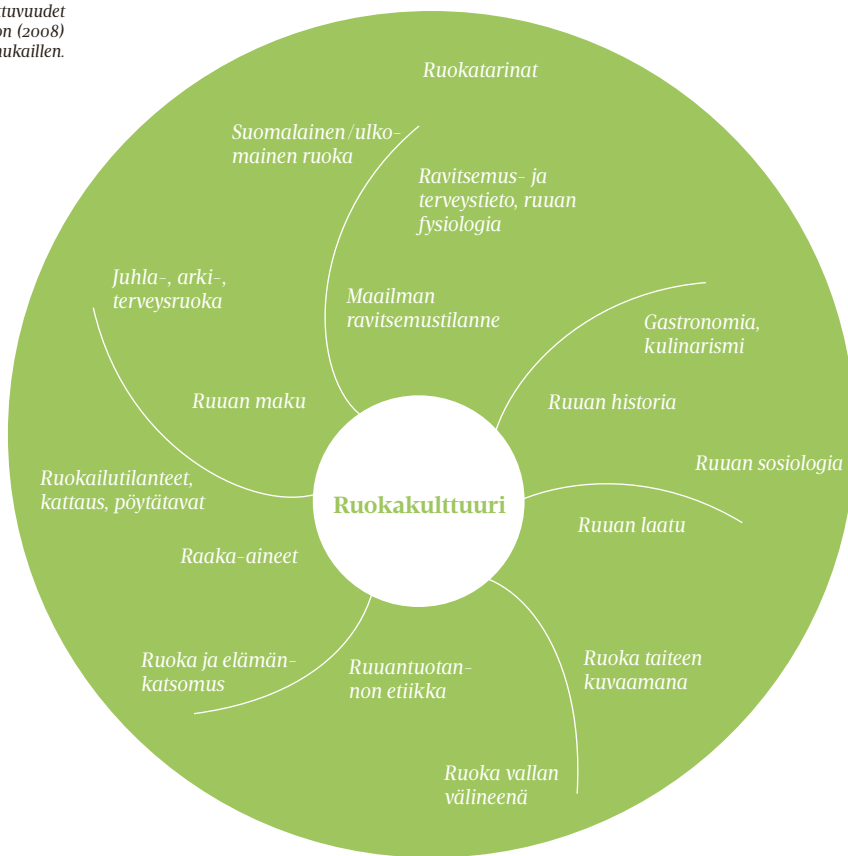 on (2008)
Ruokatarinat
Suomalainen/ulko-
mainen ruoka
Ravitsemus- ja
terveystieto, ruuan
fysiologia
Juhla-, arki-,
terveysruoka
Maailman
ravitsemustilanne
Gastronomia,
kulinarismi
Ruuan maku
Ruuan historia
Ruuan sosiologia
Ruokailutilanteet,
kattaus, pöytätavat
Ruokakulttuuri
Ruuan laatu
Raaka-aineet
Ruoka ja elämän-
katsomus
Ruuantuotan-
non etiikka
Ruoka taiteen
kuvaamana
Ruoka vallan
välineenä